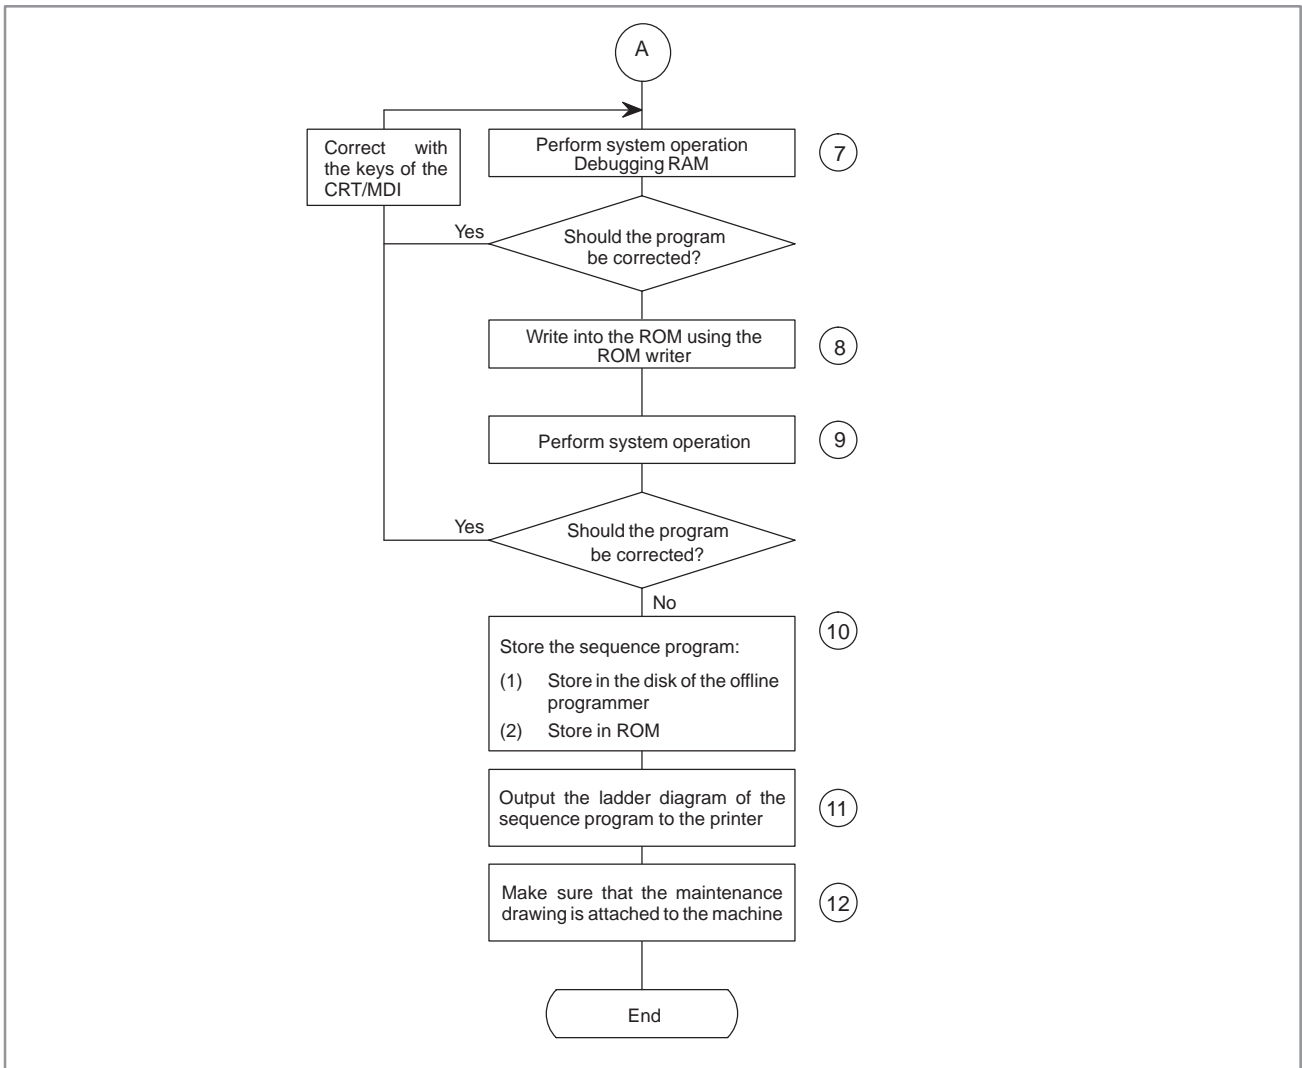 A
Correct with
the keys of the
CRT/MDI
Perform system operation
Debugging RAM
7
Yes
Should the program
be corrected?
Write into the ROM using the
ROM writer
8
Perform system operation
9
Yes
Should the program
be corrected?
No
10
Store the sequence program:
(1) Store in the disk of the offline
programmer
(2) Store in ROM
Output the ladder diagram of the
sequence program to the printer
11
Make sure that the maintenance
drawing is attached to the machine
12
End